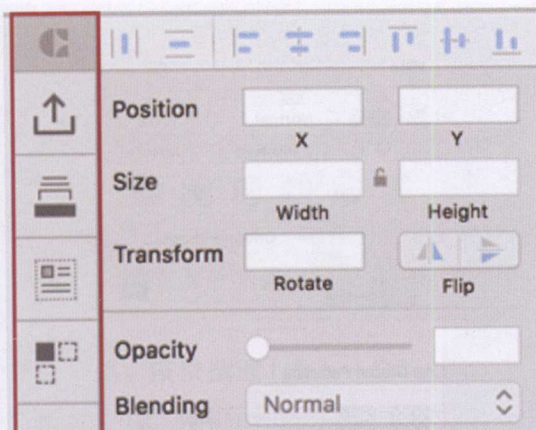 Position
X Y
Size
Width Height
Transform
Rotate Flip
Opacity
Blending Normal